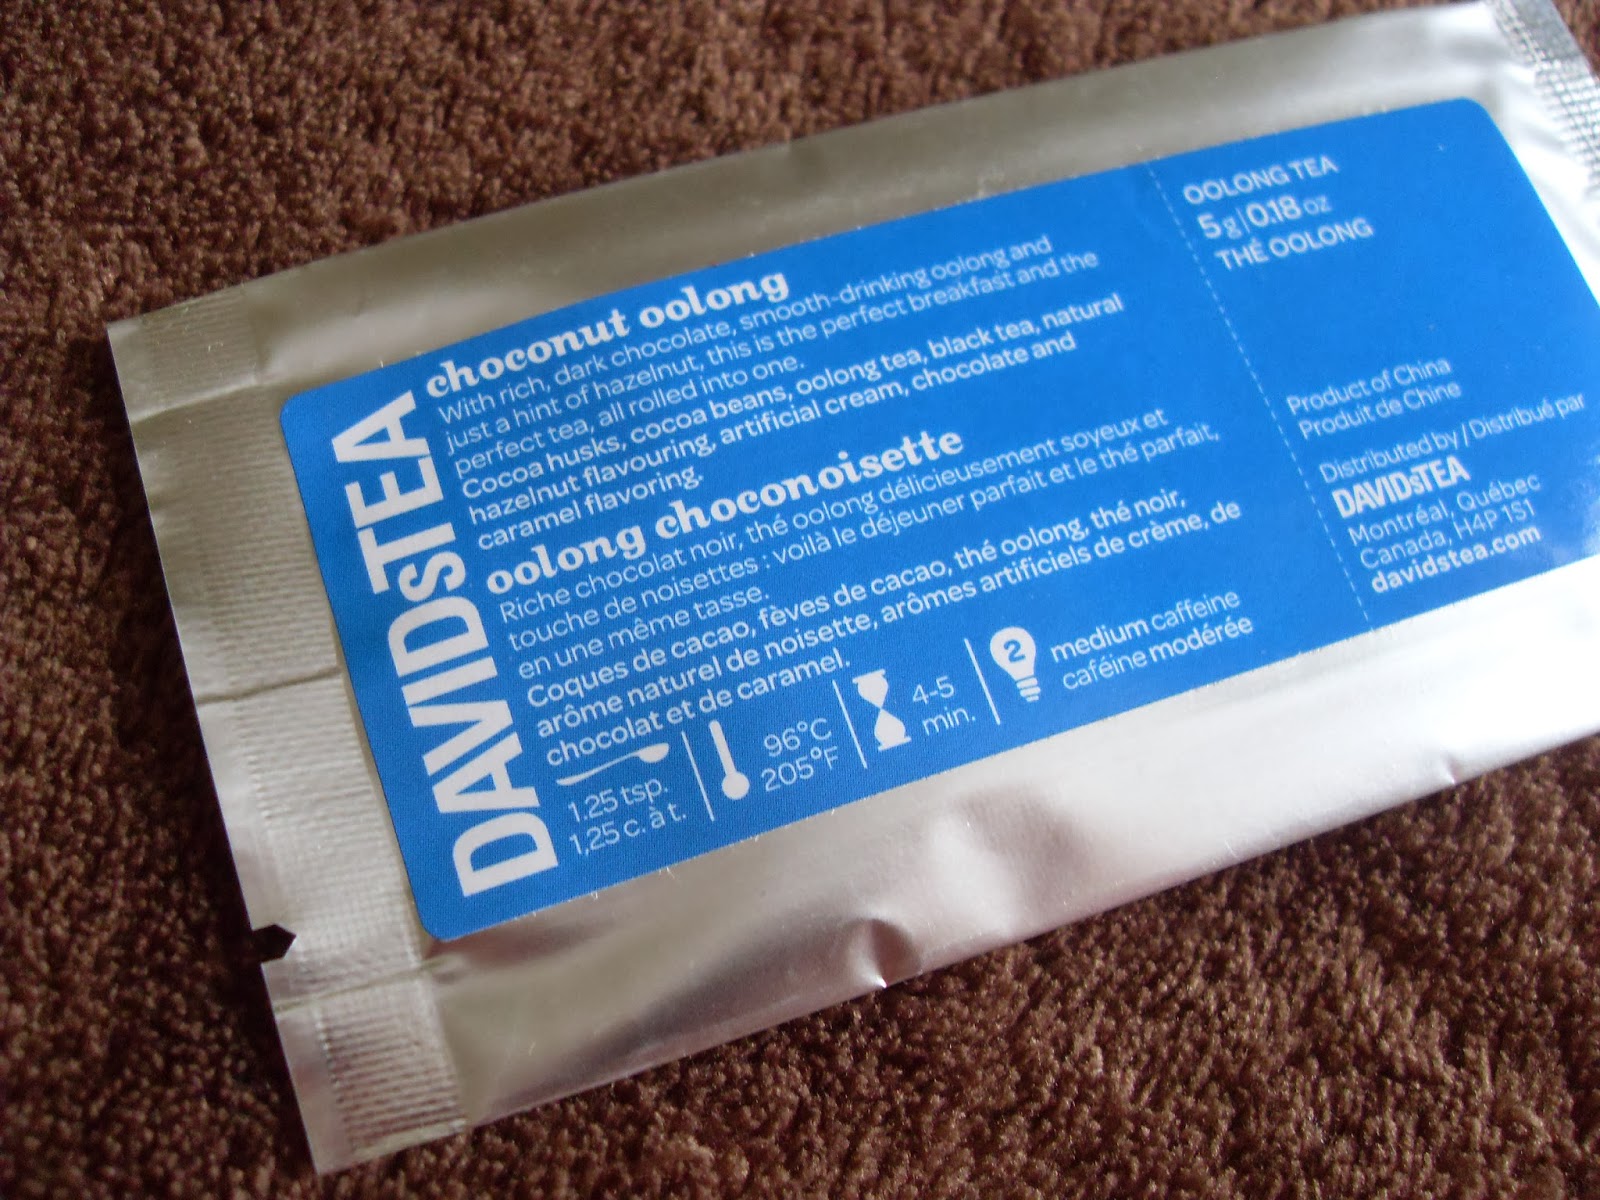 DAVIDsTEA
choconut oolong
With rich, dark chocolate, smooth-drinking oolong and
just a hint of hazelnut, this is the perfect breakfast and the
perfect tea, all rolled into one.
Cocoa husks, cocoa beans, oolong tea, black tea, natural
hazelnut flavouring, artificial cream, chocolate and
caramel flavoring.
oolong choconoisette
Riche chocolat noir, thé oolong délicieusement soyeux et
touche de noisettes : voilà le déjeuner parfait et le thé parfait,
en une même tasse.
Coques de cacao, fèves de cacao, thé oolong, thé noir,
arôme naturel de noisette, arômes artificiels de crème, de
chocolat et de caramel.
1.25 tsp.
1,25 c. à t.
96°C
205°F
4-5
min.
2
medium caffeine
caféine modérée
OOLONG TEA
5g|0.18 oz
THÉ OOLONG
Product of China
Produit de Chine
Distributed by / Distribué par
DAVIDsTEA
Montréal, Québec
Canada, H4P 1S1
davidstea.com